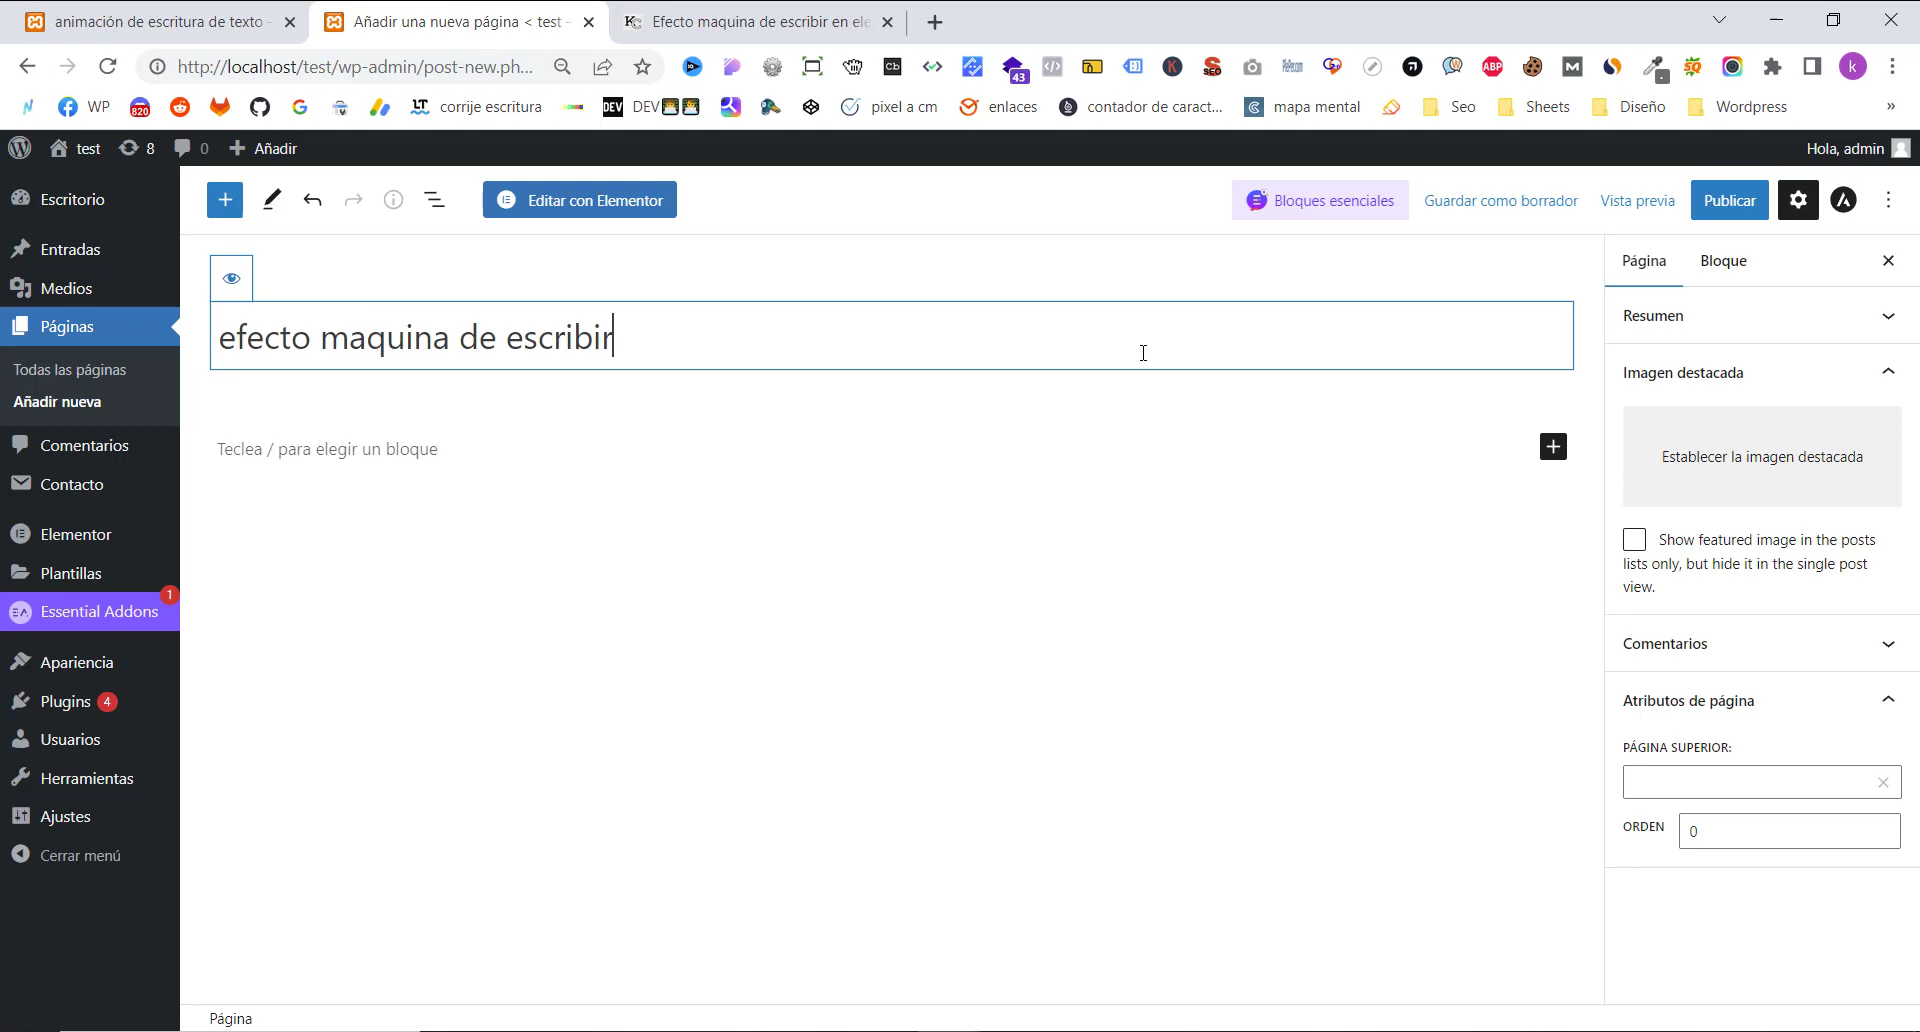 animación de escritura de texto -
Añadir una nueva página < test -
Efecto maquina de escribir en ele
http://localhost/test/wp-admin/post-new.ph...
43
ABP
k
WP
820
LT corrije escritura
DEV DEV
pixel a cm
enlaces
contador de caract...
mapa mental
Seo
Sheets
Diseño
Wordpress
»
test
8
0
Añadir
Hola, admin
Escritorio
Entradas
Medios
Páginas
Todas las páginas
Añadir nueva
Comentarios
Contacto
Elementor
Plantillas
Essential Addons
1
Apariencia
Plugins 4
Usuarios
Herramientas
Ajustes
Cerrar menú
Editar con Elementor
Bloques esenciales
Guardar como borrador
Vista previa
Publicar
efecto maquina de escribir
Teclea / para elegir un bloque
Página
Bloque
Resumen
Imagen destacada
Establecer la imagen destacada
Show featured image in the posts
lists only, but hide it in the single post
view.
Comentarios
Atributos de página
PÁGINA SUPERIOR:
ORDEN
0
Página